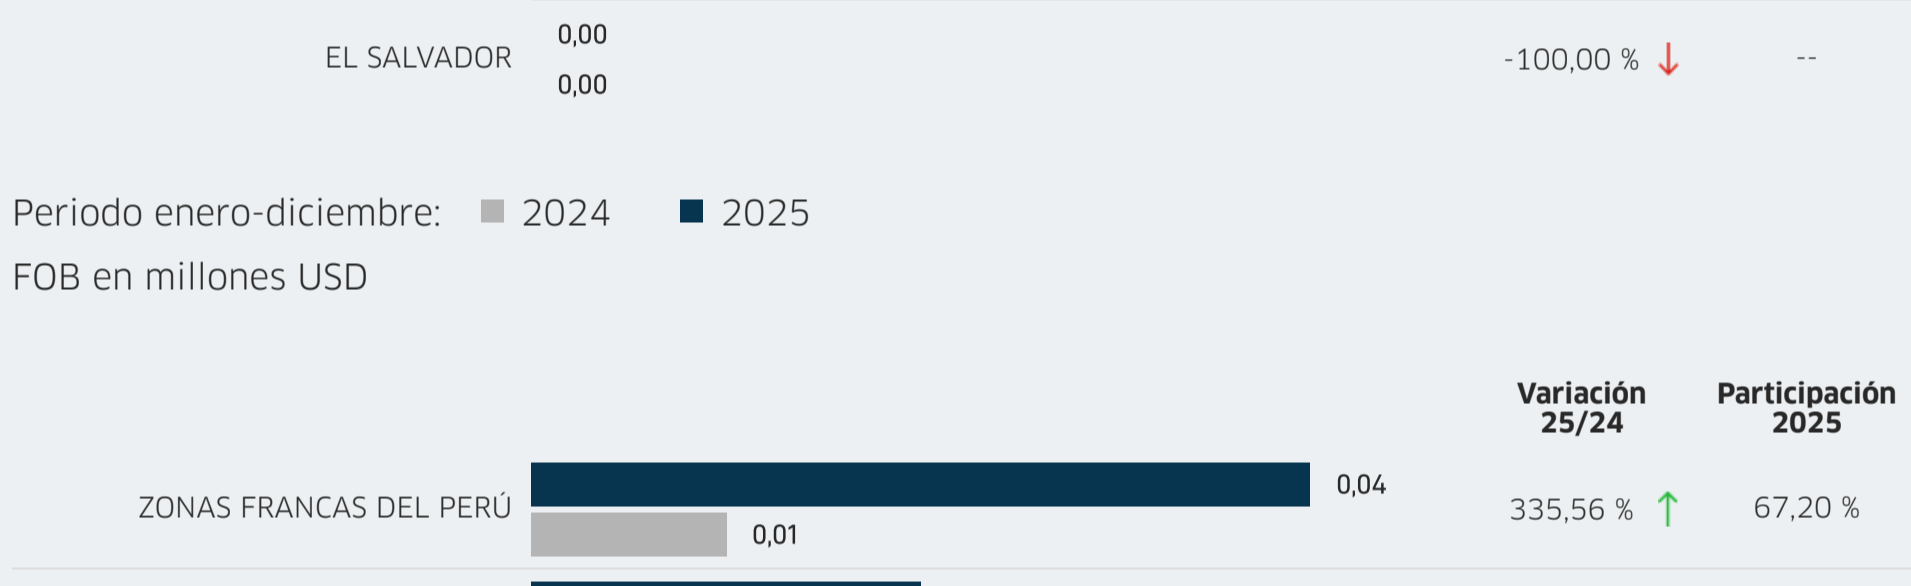 0,00
EL SALVADOR -100,00 % --
0,00
Periodo enero-diciembre: 2024 2025
FOB en millones USD
Variación Participación
25/24 2025
0,04
ZONAS FRANCAS DEL PERÚ 335,56 % 67,20 %
0,01